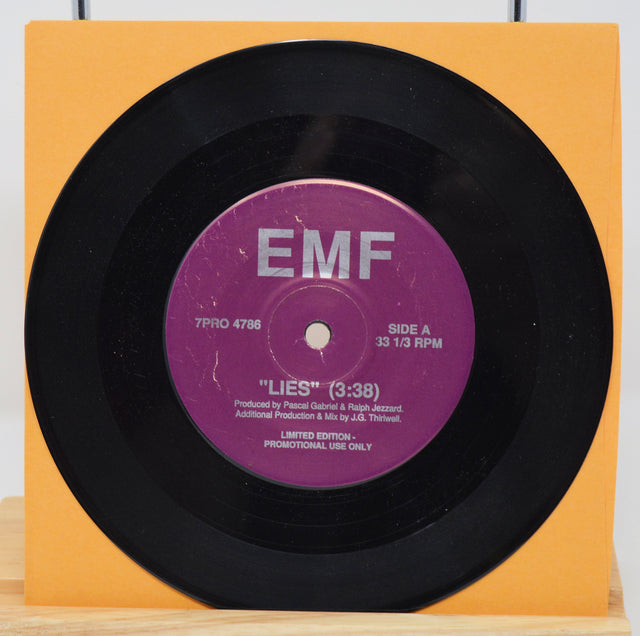 EMF
7PRO 4786
SIDE A
33 1/3 RPM
"LIES" (3:38)
Produced by Pascal Gabriel & Ralph Jezzard.
Additional Production & Mix by J.G. Thirlwell.
LIMITED EDITION -
PROMOTIONAL USE ONLY